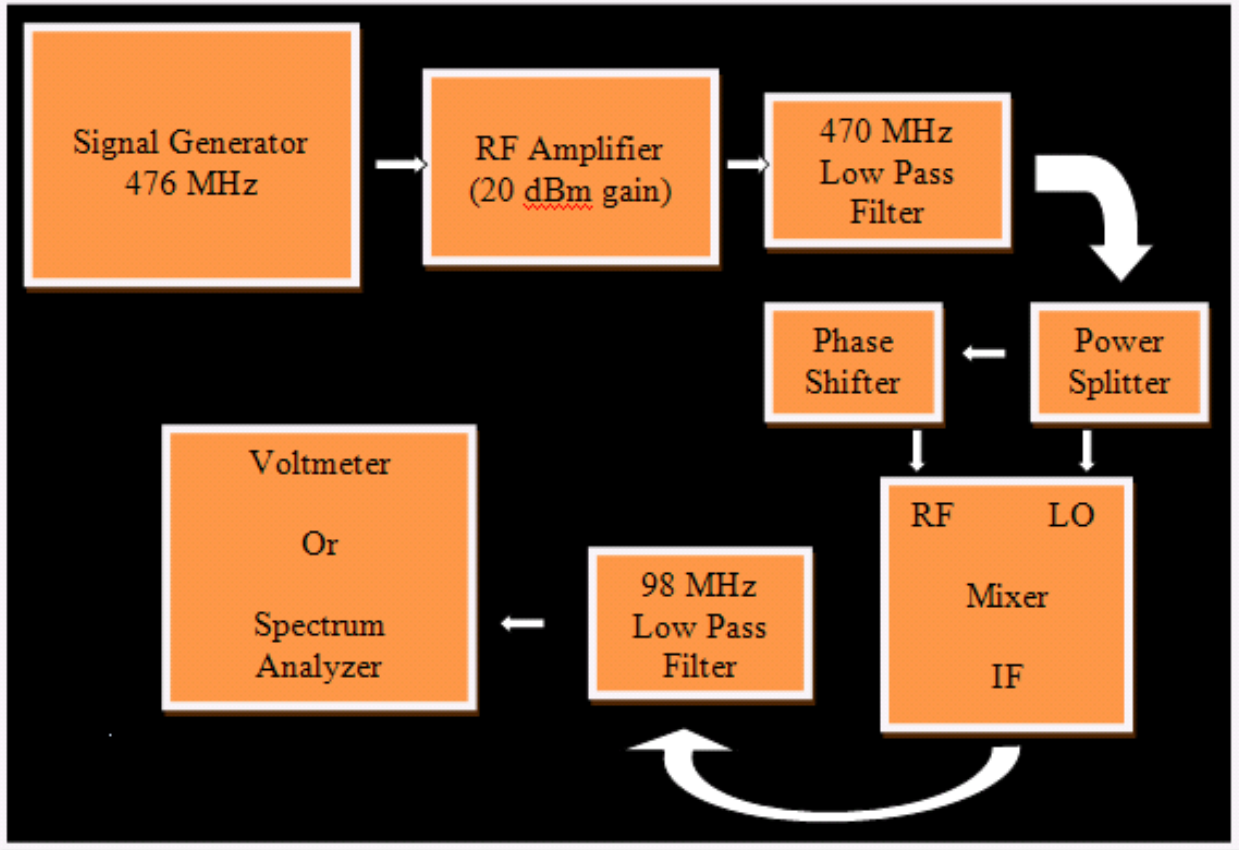 Signal Generator
476 MHz
RF Amplifier
(20 dBm gain)
470 MHz
Low Pass
Filter
Phase
Shifter
Power
Splitter
RF LO
Mixer
IF
98 MHz
Low Pass
Filter
Voltmeter
Or
Spectrum
Analyzer